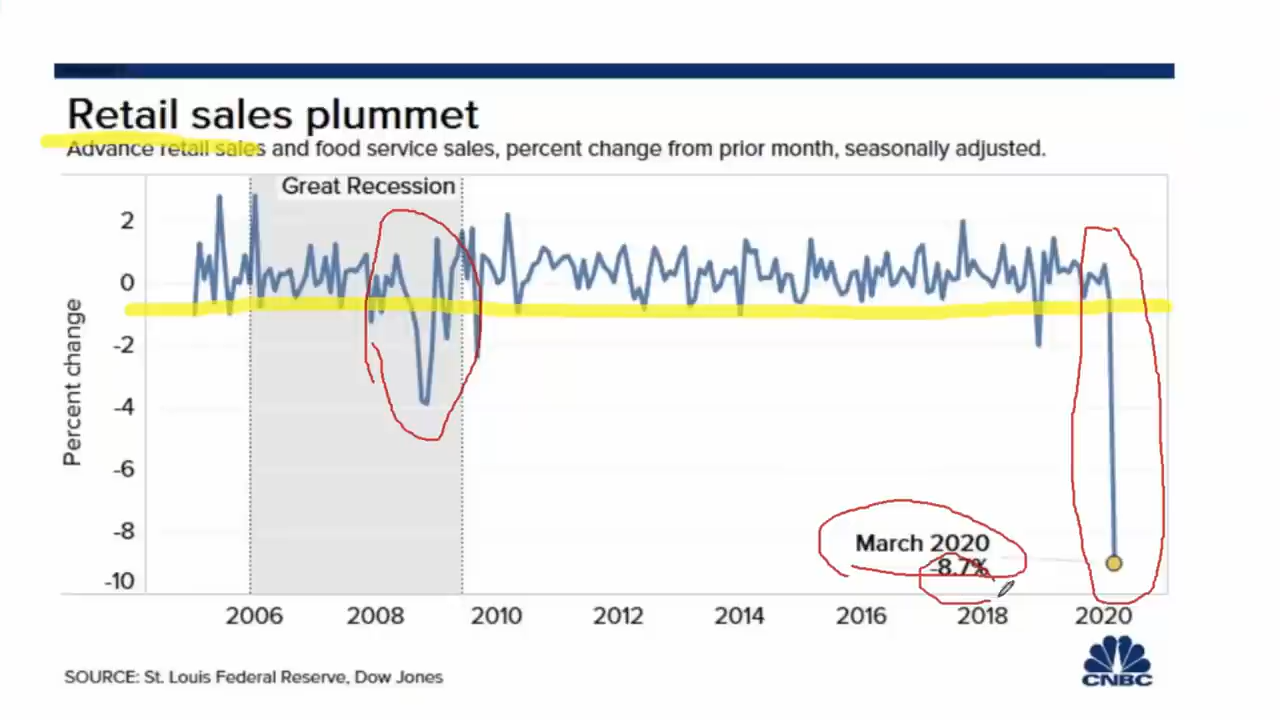 Retail sales plummet
Advance retail sales and food service sales, percent change from prior month, seasonally adjusted.
Great Recession
2
0
-2
-4
-6
-8
-10
Percent change
March 2020
-8.7%
2006 2008 2010 2012 2014 2016 2018 2020
SOURCE: St. Louis Federal Reserve, Dow Jones
CNBC